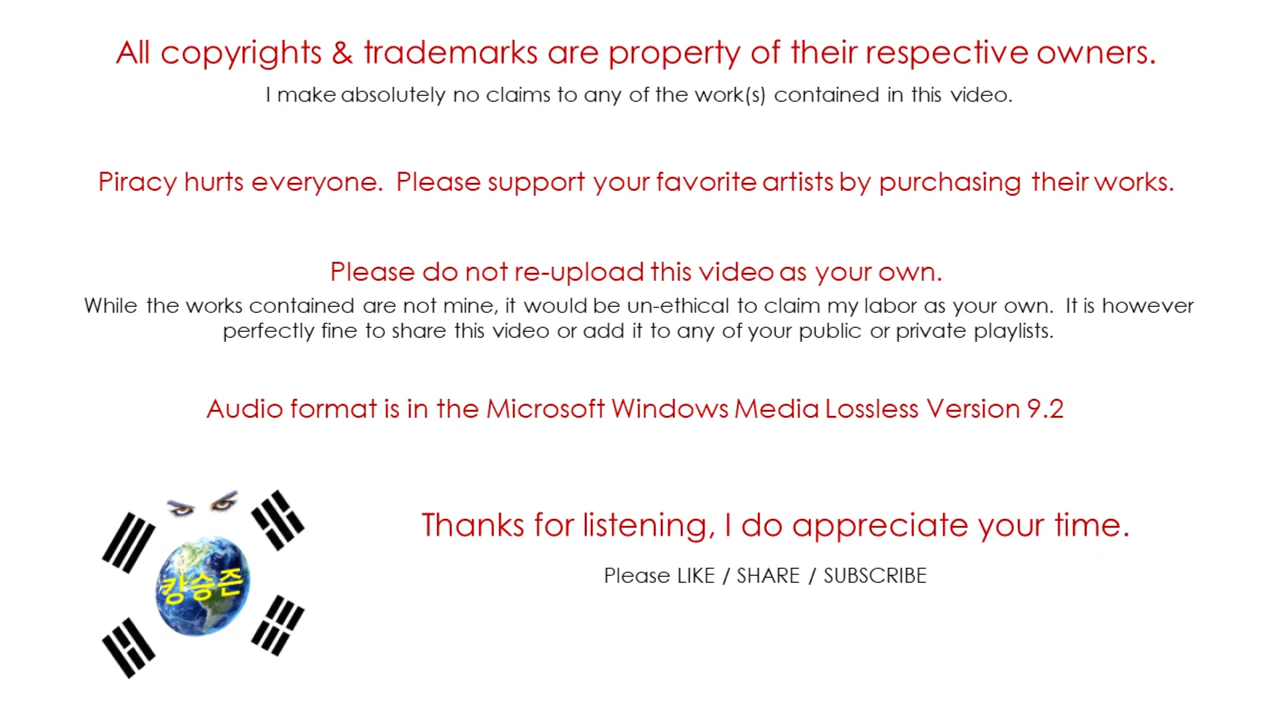 All copyrights & trademarks are property of their respective owners.
I make absolutely no claims to any of the work(s) contained in this video.
Piracy hurts everyone. Please support your favorite artists by purchasing their works.
Please do not re-upload this video as your own.
While the works contained are not mine, it would be un-ethical to claim my labor as your own. It is however
perfectly fine to share this video or add it to any of your public or private playlists.
Audio format is in the Microsoft Windows Media Lossless Version 9.2
Thanks for listening, I do appreciate your time.
Please LIKE / SHARE / SUBSCRIBE
캉승준